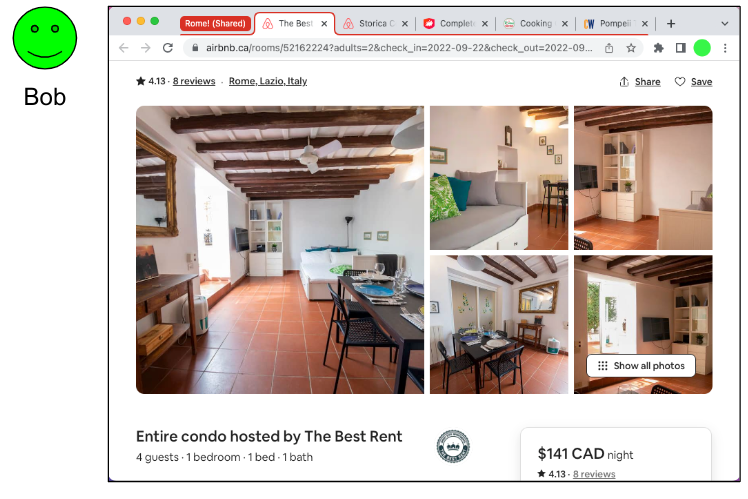 Bob
Rome! (Shared)
The Best
Storica C
Complete
Cooking
Pompeii T
airbnb.ca/rooms/52162224?adults=2&check_in=2022-09-22&check_out=2022-09...
4.13 · 8 reviews · Rome, Lazio, Italy
Share
Save
Show all photos
Entire condo hosted by The Best Rent
4 guests · 1 bedroom · 1 bed · 1 bath
$141 CAD night
4.13 · 8 reviews